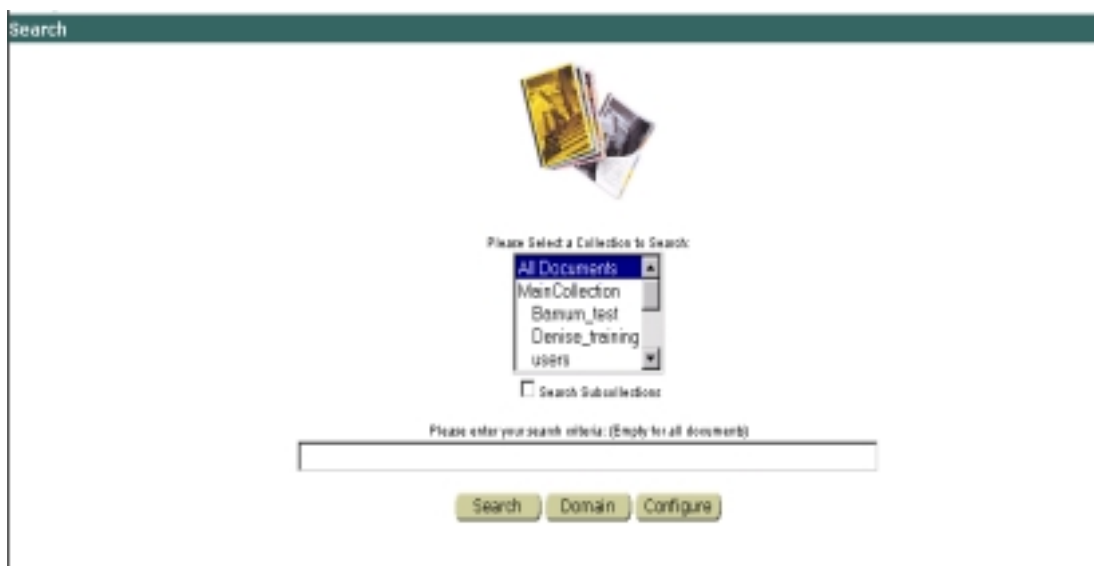 Search
Please Select a Collection to Search:
All Documents
MainCollection
Barnum_test
Denise_training
users
Search Subcollections
Please enter your search criteria: (Empty for all documents)
Search
Domain
Configure